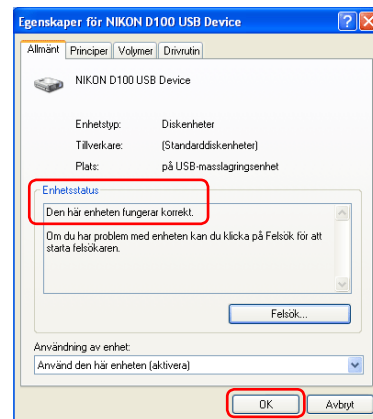 Egenskaper för NIKON D100 USB Device
Allmänt Principer Volymer Drivrutin
NIKON D100 USB Device
Enhetstyp: Diskenheter
Tillverkare: (Standarddiskenheter)
Plats: på USB-masslagringsenhet
Enhetsstatus
Den här enheten fungerar korrekt.
Om du har problem med enheten kan du klicka på Felsök för att
starta felsökaren.
Felsök...
Användning av enhet:
Använd den här enheten (aktivera)
OK Avbryt